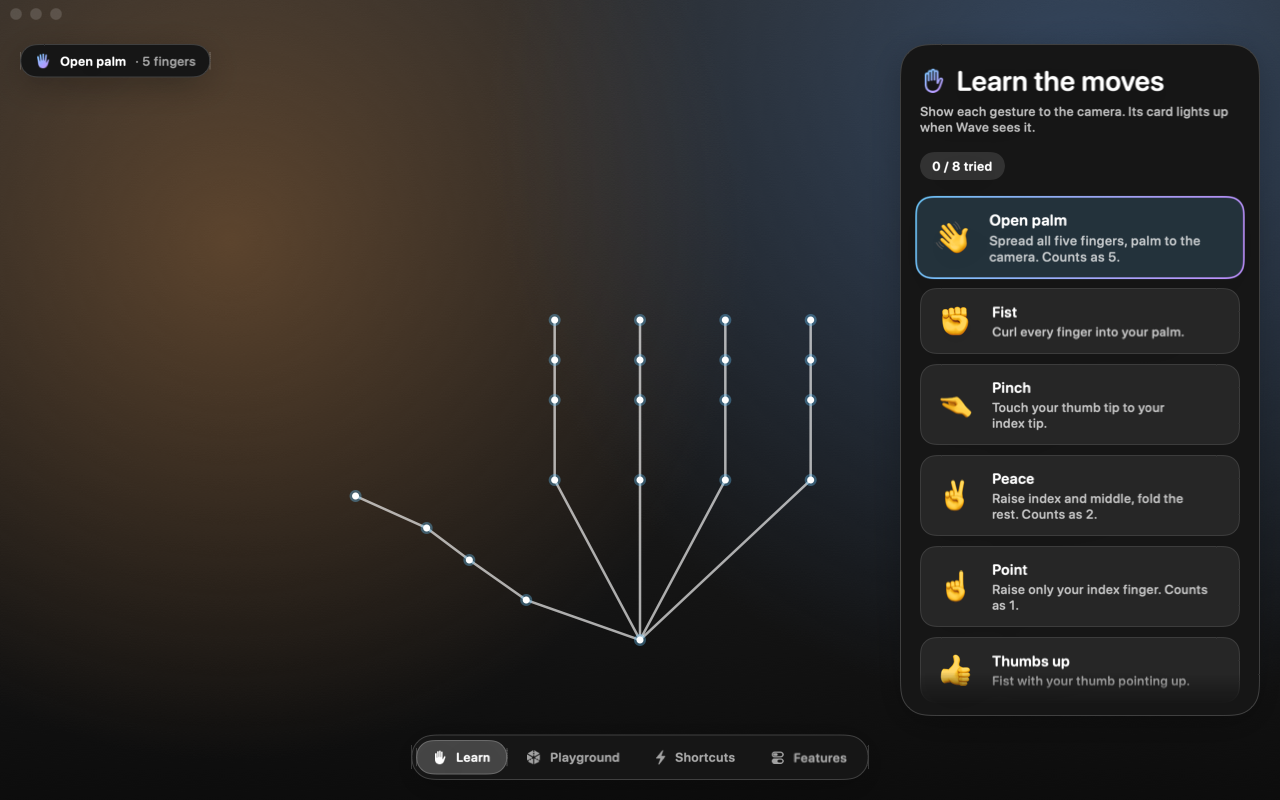 Open palm · 5 fingers
Learn the moves
Show each gesture to the camera. Its card lights up
when Wave sees it.
0 / 8 tried
Open palm
Spread all five fingers, palm to the
camera. Counts as 5.
Fist
Curl every finger into your palm.
Pinch
Touch your thumb tip to your
index tip.
Peace
Raise index and middle, fold the
rest. Counts as 2.
Point
Raise only your index finger. Counts
as 1.
Thumbs up
Fist with your thumb pointing up.
Learn
Playground
Shortcuts
Features